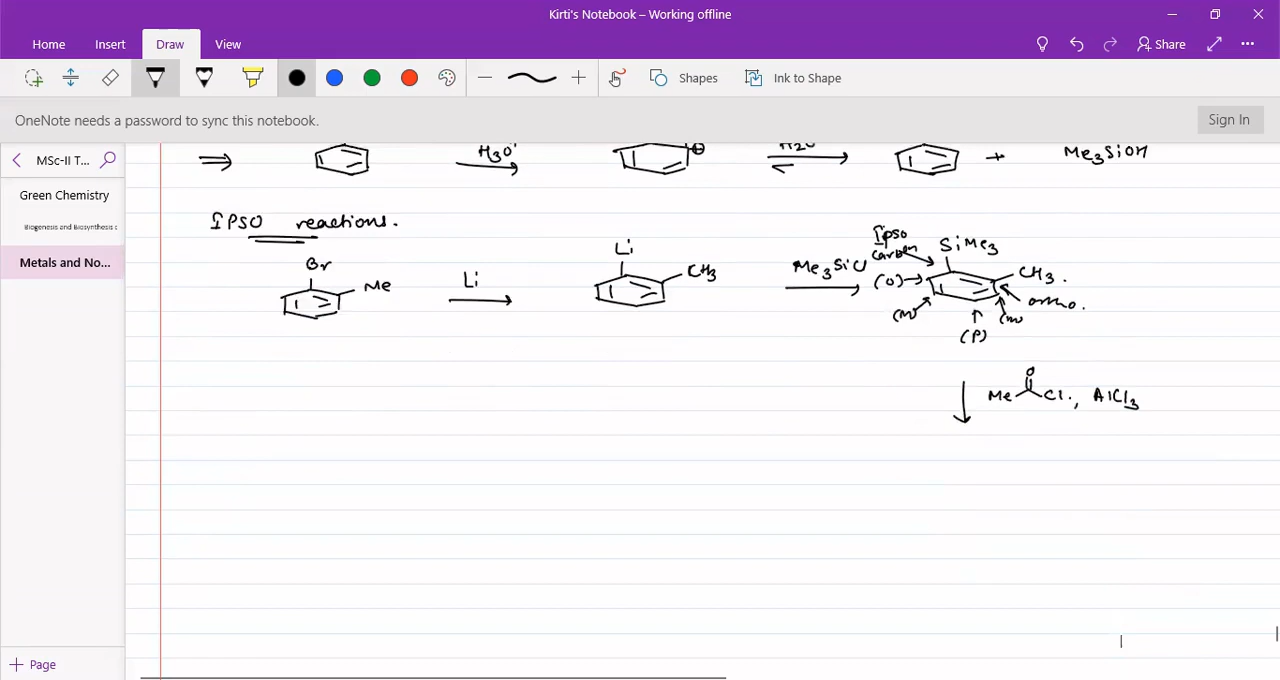 Kirti's Notebook – Working offline
Home Insert Draw View Share
Shapes Ink to Shape
OneNote needs a password to sync this notebook. Sign In
MSc-II T...
Green Chemistry
Biogenesis and Biosynthesis
Metals and No...
Page
⇒ H3O+ ⊕ H2O + Me3SiOH
IPSO reactions.
Br Me Li Li CH3 Me3SiCl Ipso carbon SiMe3 CH3.
(o) ortho.
(m) (P) (m)
Me O Cl., AlCl3